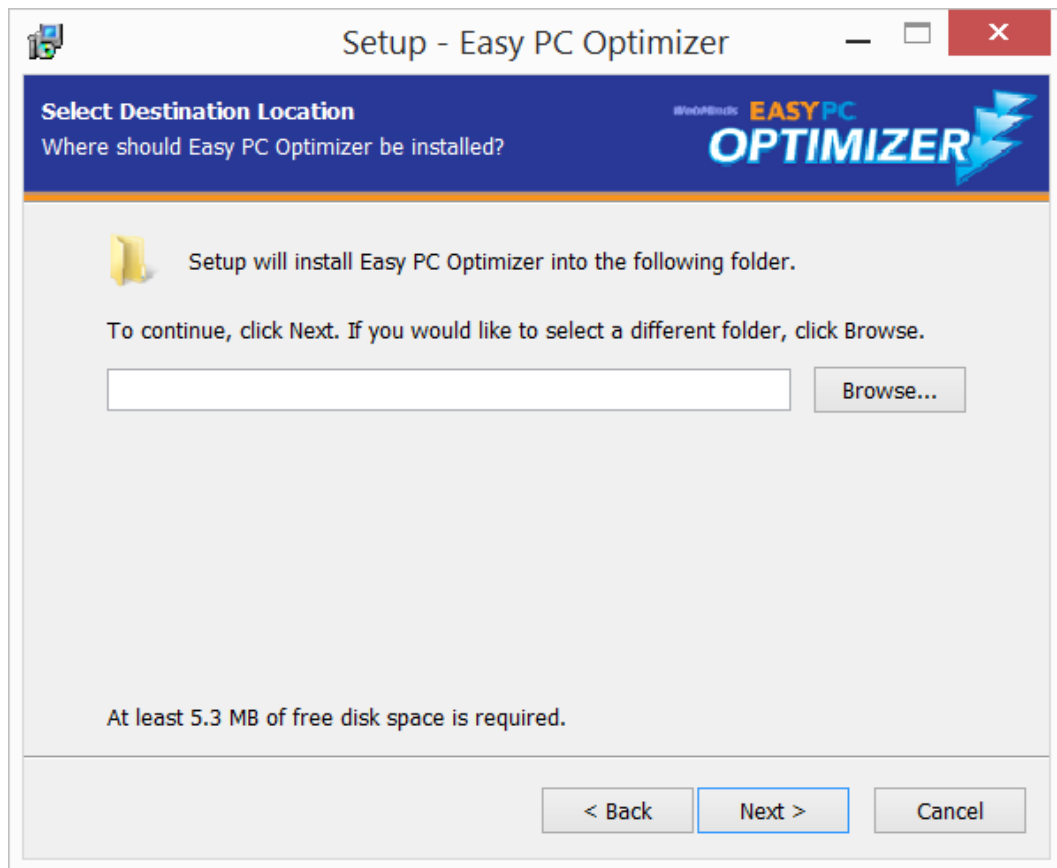 Setup - Easy PC Optimizer
Select Destination Location
Where should Easy PC Optimizer be installed?
WebMinds EASY PC
OPTIMIZER
Setup will install Easy PC Optimizer into the following folder.
To continue, click Next. If you would like to select a different folder, click Browse.
Browse...
At least 5.3 MB of free disk space is required.
< Back Next > Cancel